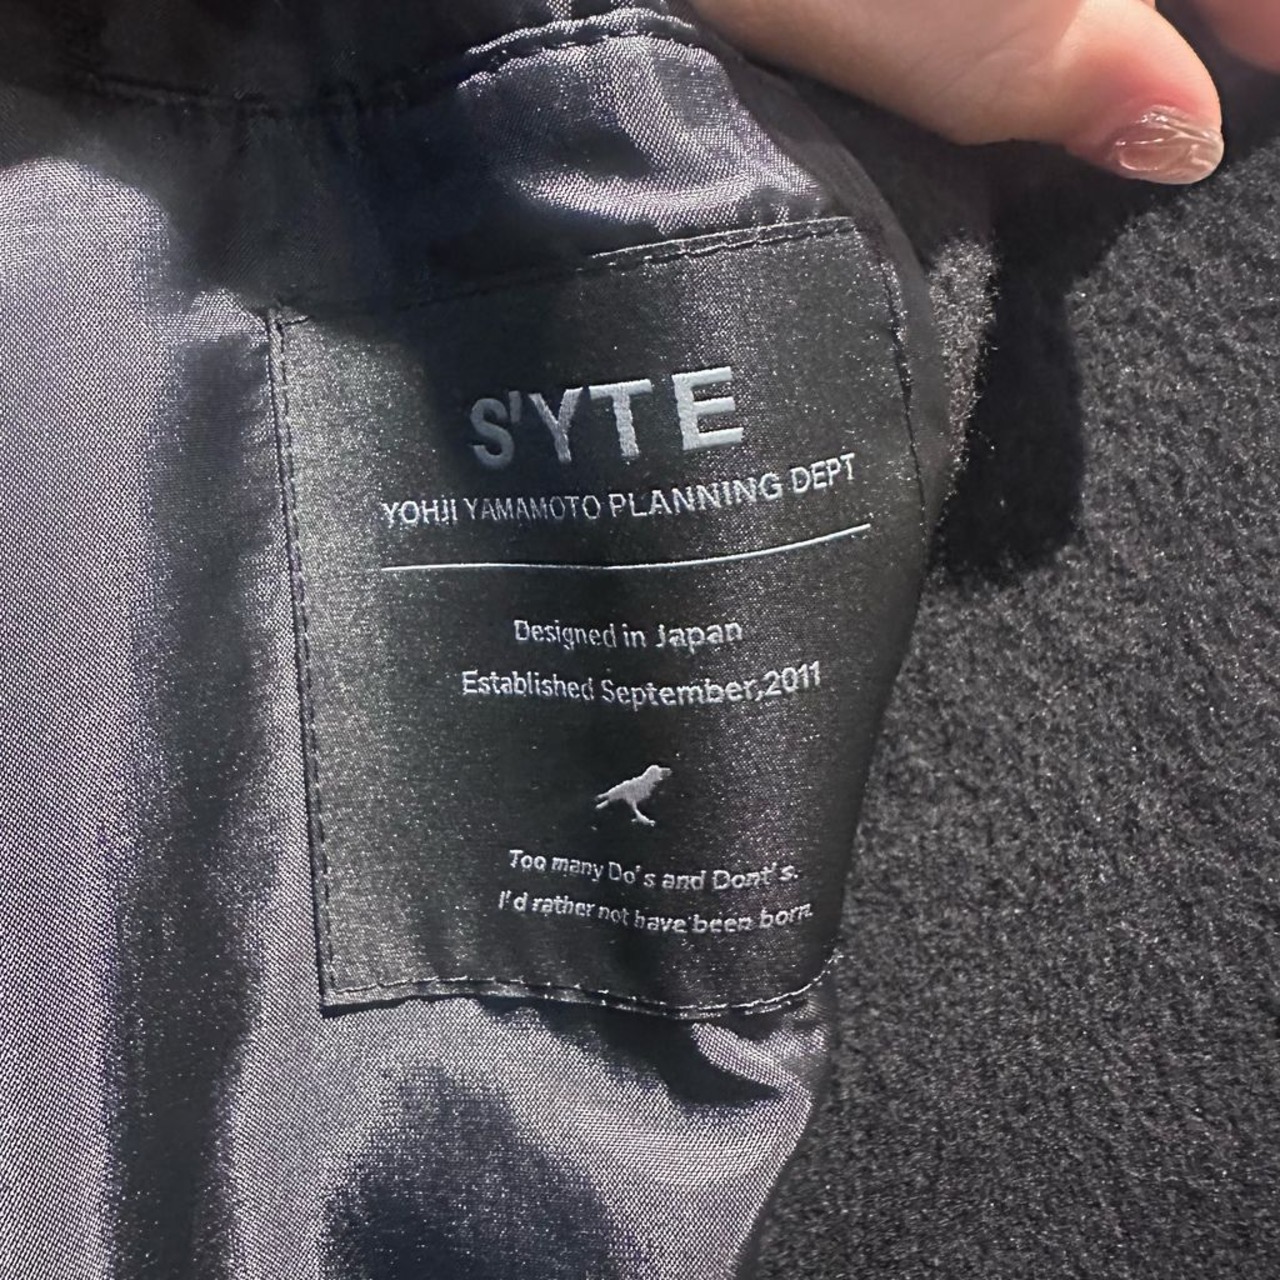 S'YTE
YOHJI YAMAMOTO PLANNING DEPT
Designed in Japan
Established September,2011
Too many Do's and Dont's.
I'd rather not have been born.